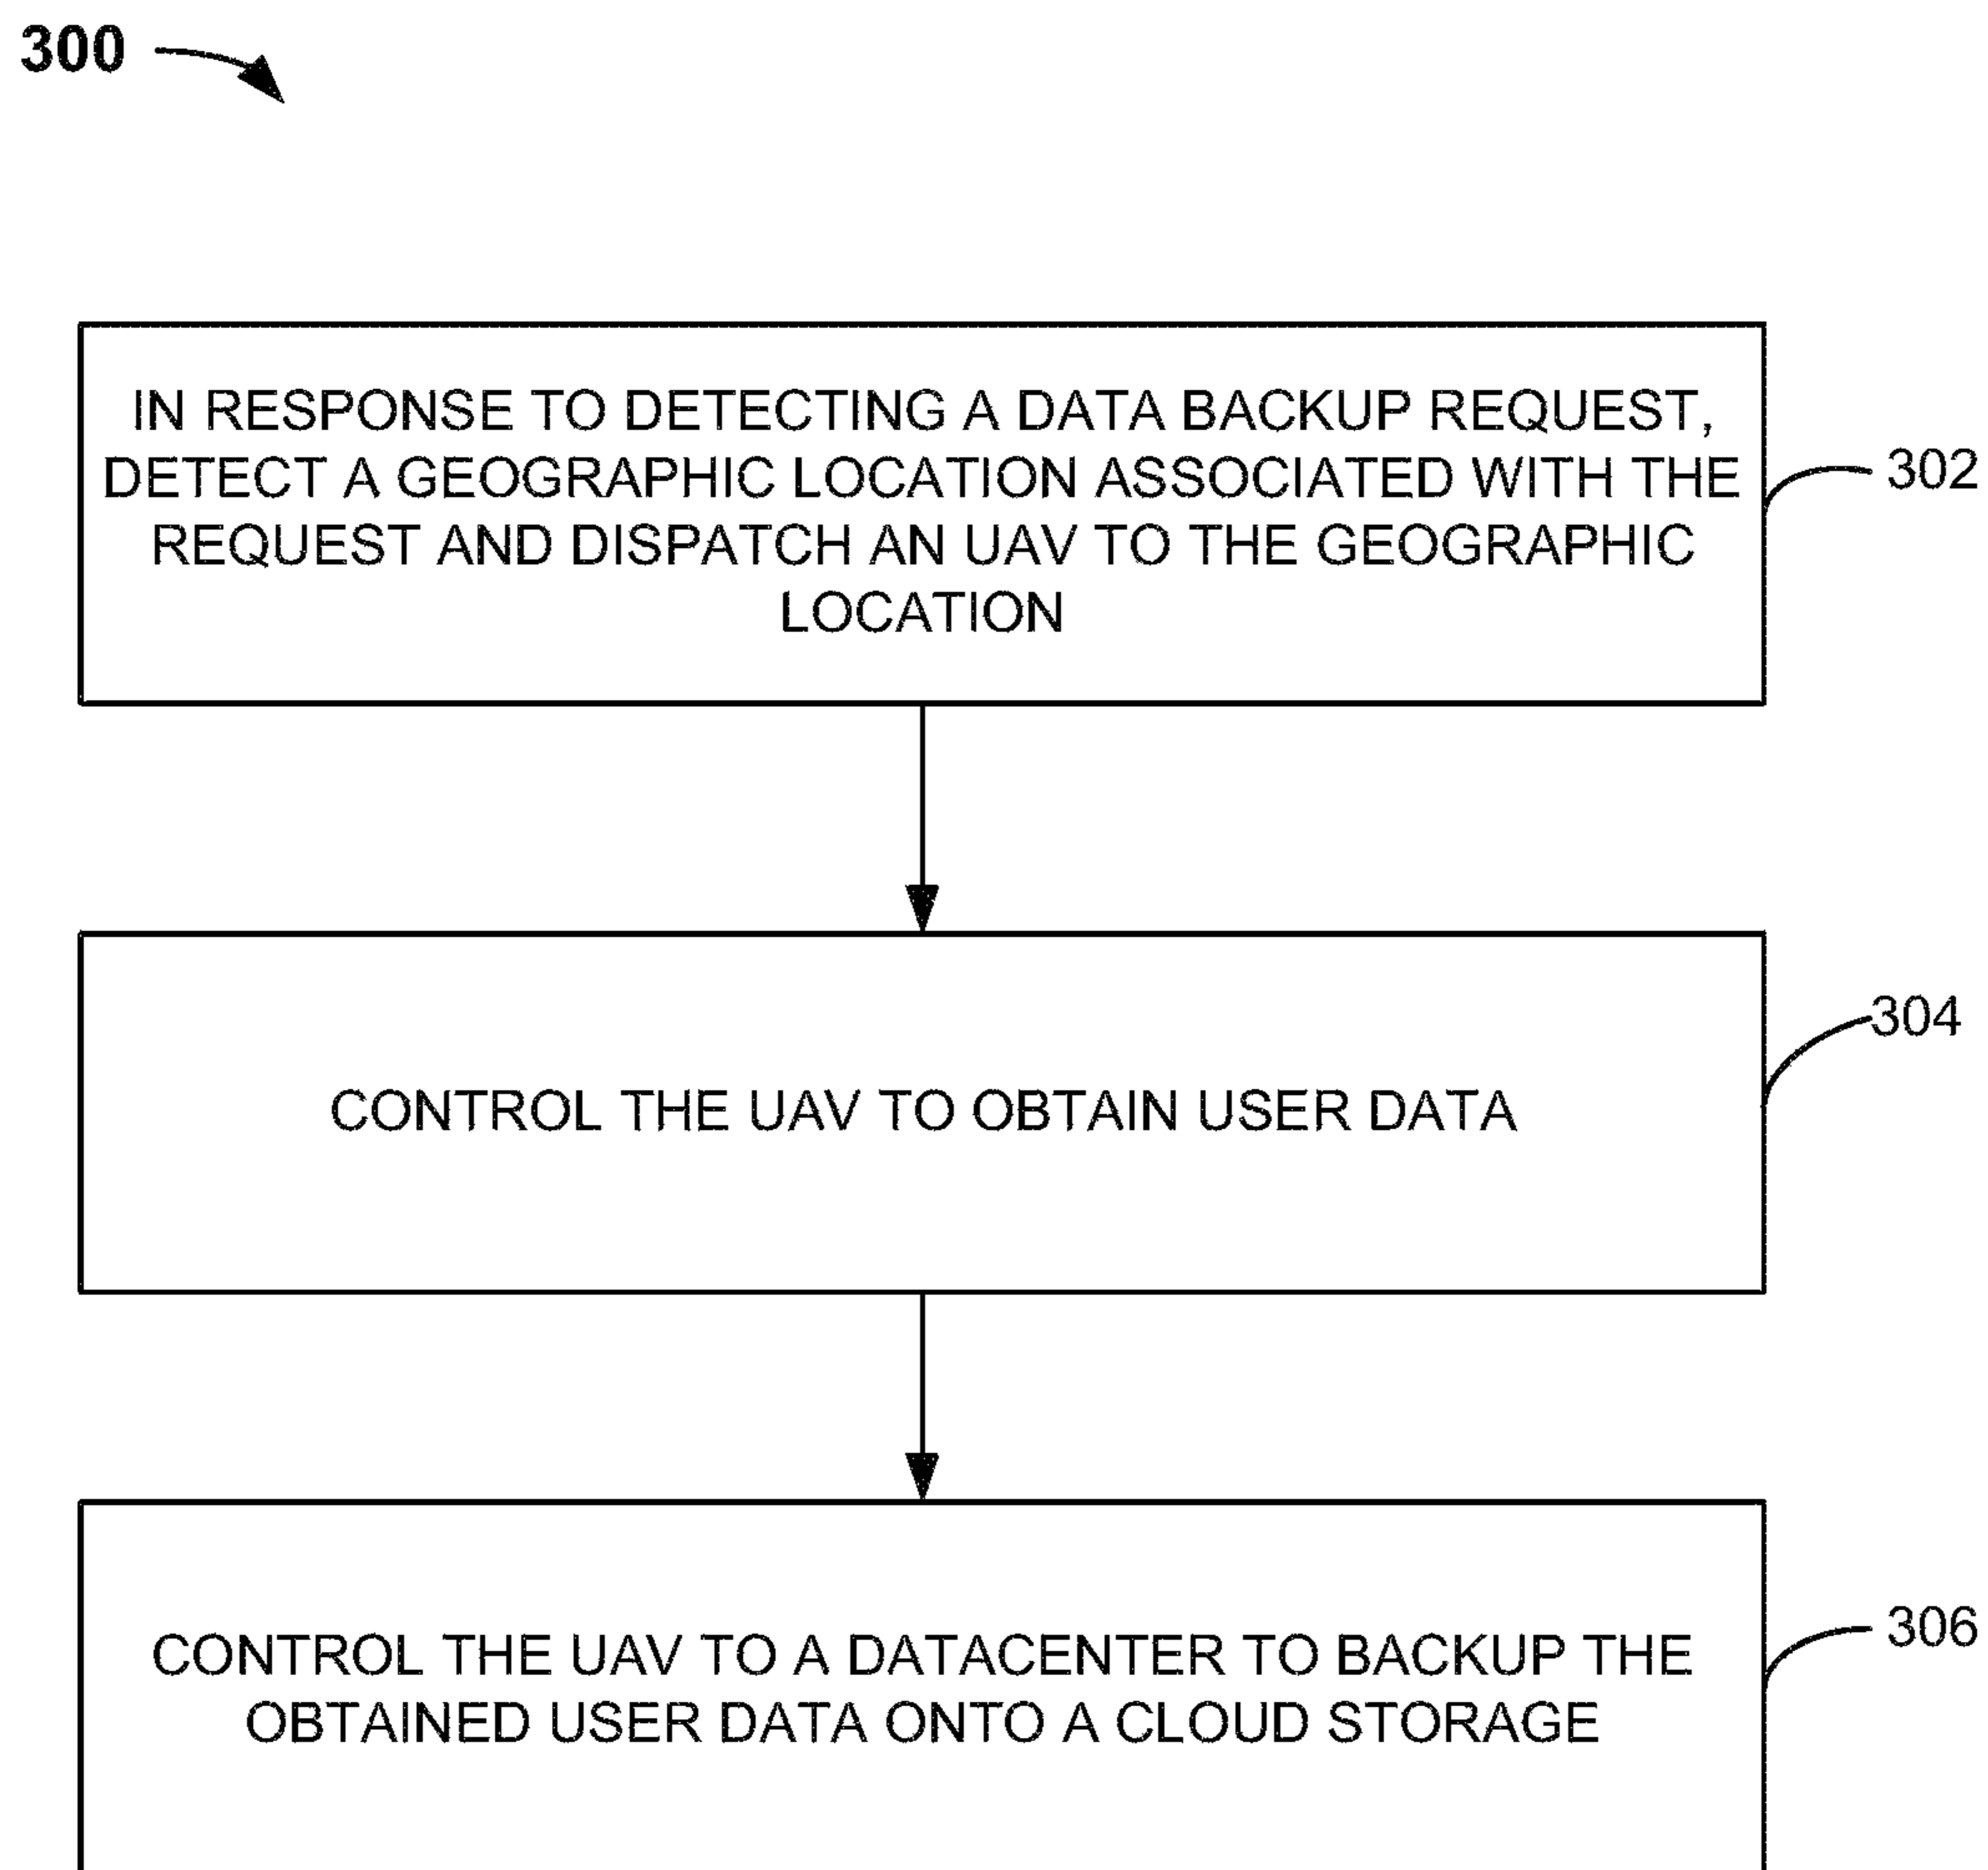 300
IN RESPONSE TO DETECTING A DATA BACKUP REQUEST,
DETECT A GEOGRAPHIC LOCATION ASSOCIATED WITH THE
REQUEST AND DISPATCH AN UAV TO THE GEOGRAPHIC
LOCATION
302
CONTROL THE UAV TO OBTAIN USER DATA
304
CONTROL THE UAV TO A DATACENTER TO BACKUP THE
OBTAINED USER DATA ONTO A CLOUD STORAGE
306